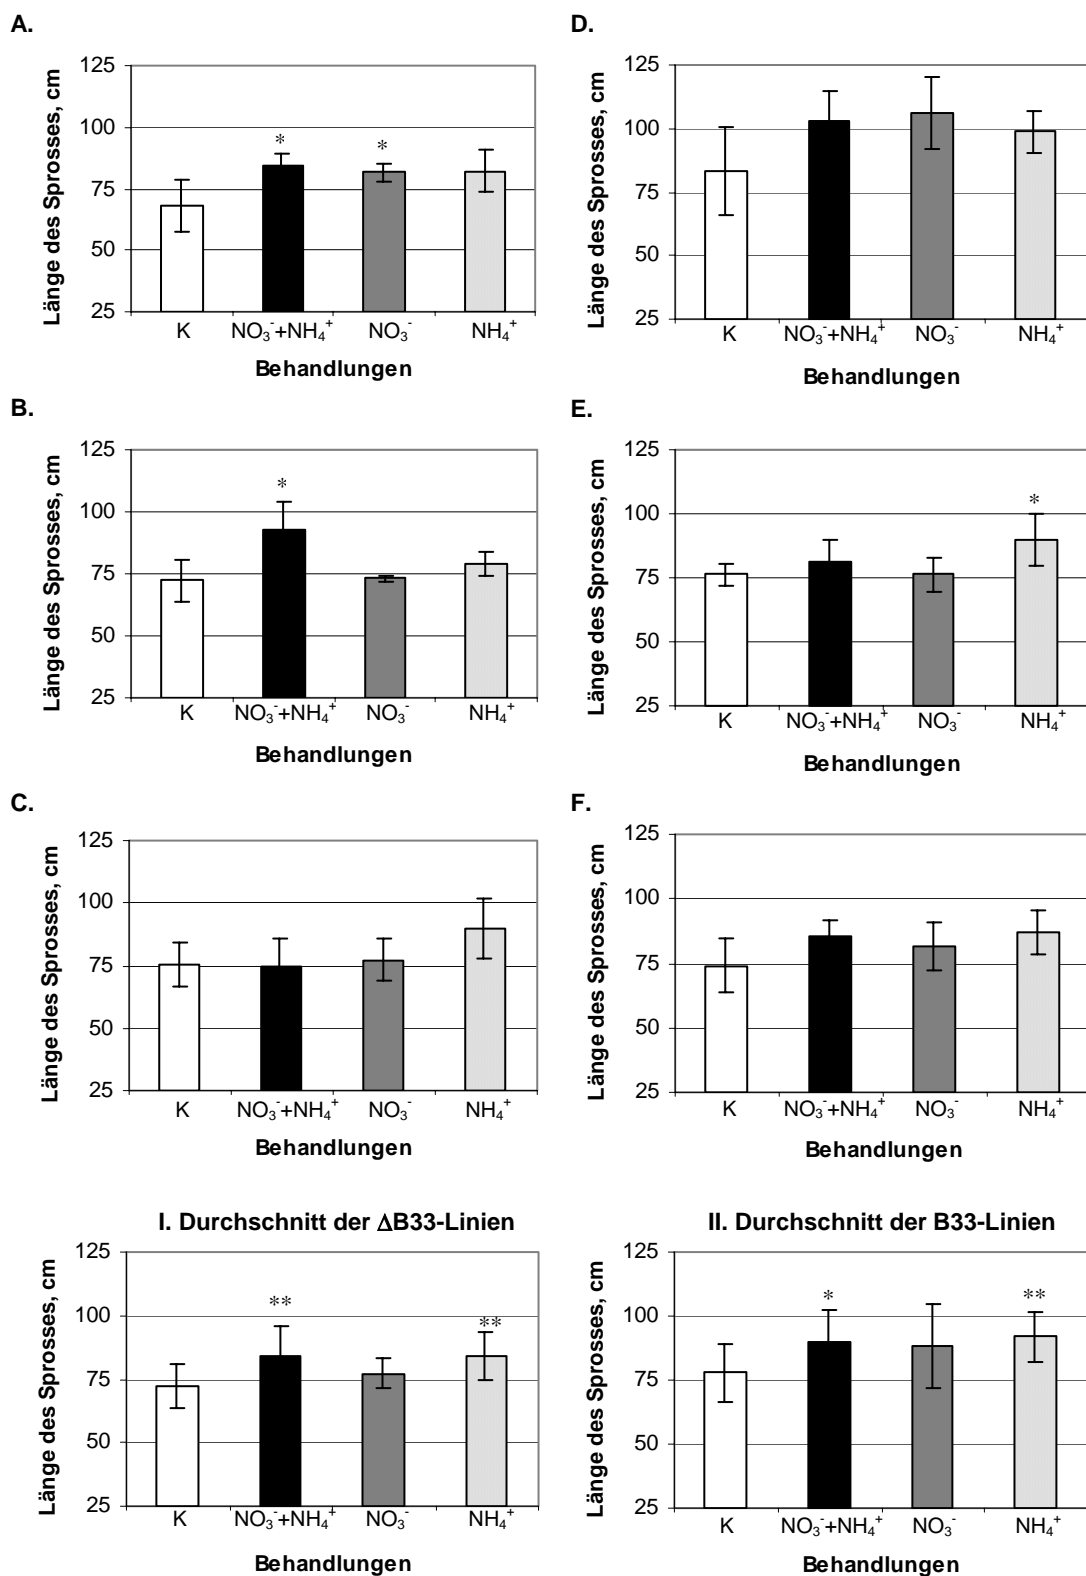 A.
Länge des Sprosses, cm
125
100
75
50
25
* *
K NO₃⁻+NH₄⁺ NO₃⁻ NH₄⁺
Behandlungen
D.
Länge des Sprosses, cm
125
100
75
50
25
K NO₃⁻+NH₄⁺ NO₃⁻ NH₄⁺
Behandlungen
B.
Länge des Sprosses, cm
125
100
75
50
25
*
K NO₃⁻+NH₄⁺ NO₃⁻ NH₄⁺
Behandlungen
E.
Länge des Sprosses, cm
125
100
75
50
25
*
K NO₃⁻+NH₄⁺ NO₃⁻ NH₄⁺
Behandlungen
C.
Länge des Sprosses, cm
125
100
75
50
25
K NO₃⁻+NH₄⁺ NO₃⁻ NH₄⁺
Behandlungen
F.
Länge des Sprosses, cm
125
100
75
50
25
K NO₃⁻+NH₄⁺ NO₃⁻ NH₄⁺
Behandlungen
I. Durchschnitt der ΔB33-Linien
Länge des Sprosses, cm
125
100
75
50
25
** **
K NO₃⁻+NH₄⁺ NO₃⁻ NH₄⁺
Behandlungen
II. Durchschnitt der B33-Linien
Länge des Sprosses, cm
125
100
75
50
25
* **
K NO₃⁻+NH₄⁺ NO₃⁻ NH₄⁺
Behandlungen